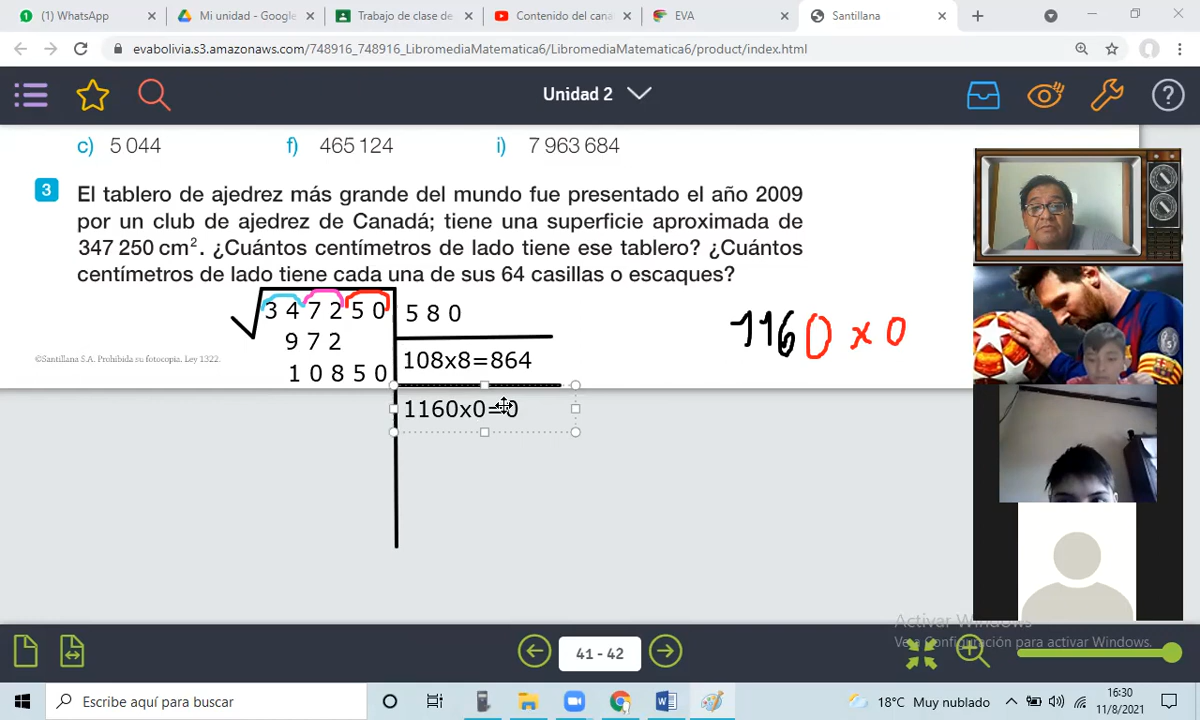 (1) WhatsApp
Mi unidad - Google
Trabajo de clase de
Contenido del cana
EVA
Santillana
evabolivia.s3.amazonaws.com/748916_748916_LibromediaMatematica6/LibromediaMatematica6/product/index.html
Unidad 2
c) 5 044 f) 465 124 i) 7 963 684
3 El tablero de ajedrez más grande del mundo fue presentado el año 2009
por un club de ajedrez de Canadá; tiene una superficie aproximada de
347 250 cm². ¿Cuántos centímetros de lado tiene ese tablero? ¿Cuántos
centímetros de lado tiene cada una de sus 64 casillas o escaques?
√ 3 4 7 2 5 0 5 8 0
9 7 2
108x8=864
1 0 8 5 0
1160x0=0
1160 x 0
©Santillana S.A. Prohibida su fotocopia. Ley 1322.
Activar Windows
Ve a Configuración para activar Windows.
41 - 42
Escribe aquí para buscar
18°C Muy nublado
16:30
11/8/2021